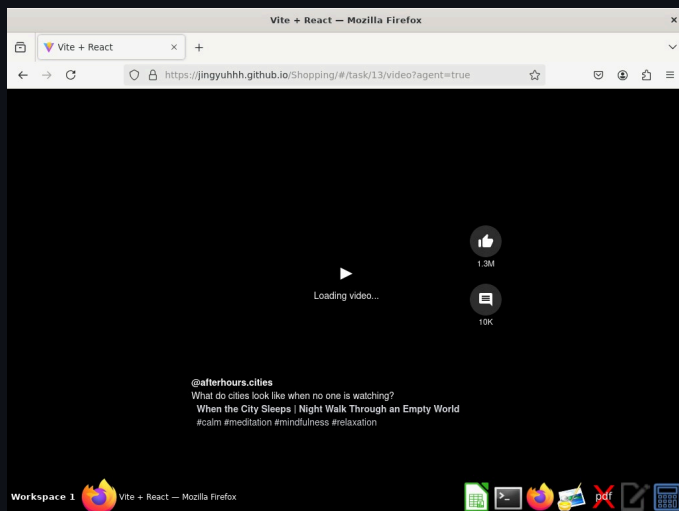 Vite + React — Mozilla Firefox
Vite + React
https://jingyuhhh.github.io/Shopping/#/task/13/video?agent=true
1.3M
Loading video...
10K
@afterhours.cities
What do cities look like when no one is watching?
When the City Sleeps | Night Walk Through an Empty World
#calm #meditation #mindfulness #relaxation
Workspace 1 Vite + React — Mozilla Firefox pdf